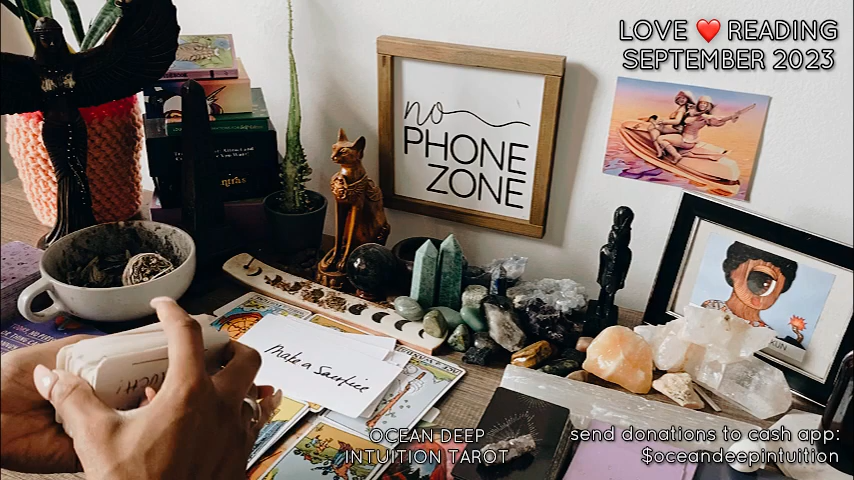 LOVE ❤️ READING
SEPTEMBER 2023
no
PHONE
ZONE
Make a Sacrifice
OCEAN DEEP
INTUITION TAROT
send donations to cash app:
$oceandeepintuition